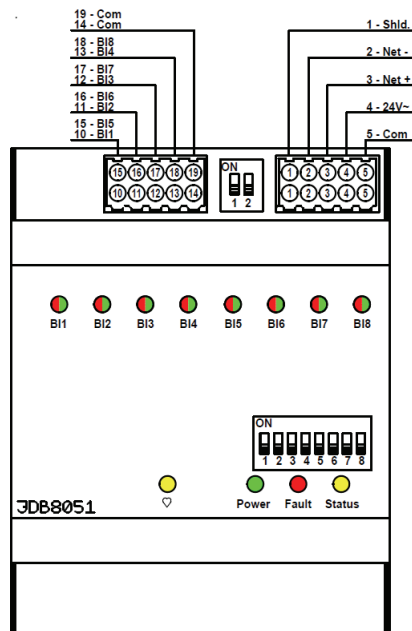 19 - Com
14 - Com
18 - BI8
13 - BI4
17 - BI7
12 - BI3
16 - BI6
11 - BI2
15 - BI5
10 - BI1
1 - Shld.
2 - Net -
3 - Net +
4 - 24V~
5 - Com
15 16 17 18 19
10 11 12 13 14
ON
1 2
1 2 3 4 5
1 2 3 4 5
BI1 BI2 BI3 BI4 BI5 BI6 BI7 BI8
ON
1 2 3 4 5 6 7 8
JDB8051
♡ Power Fault Status